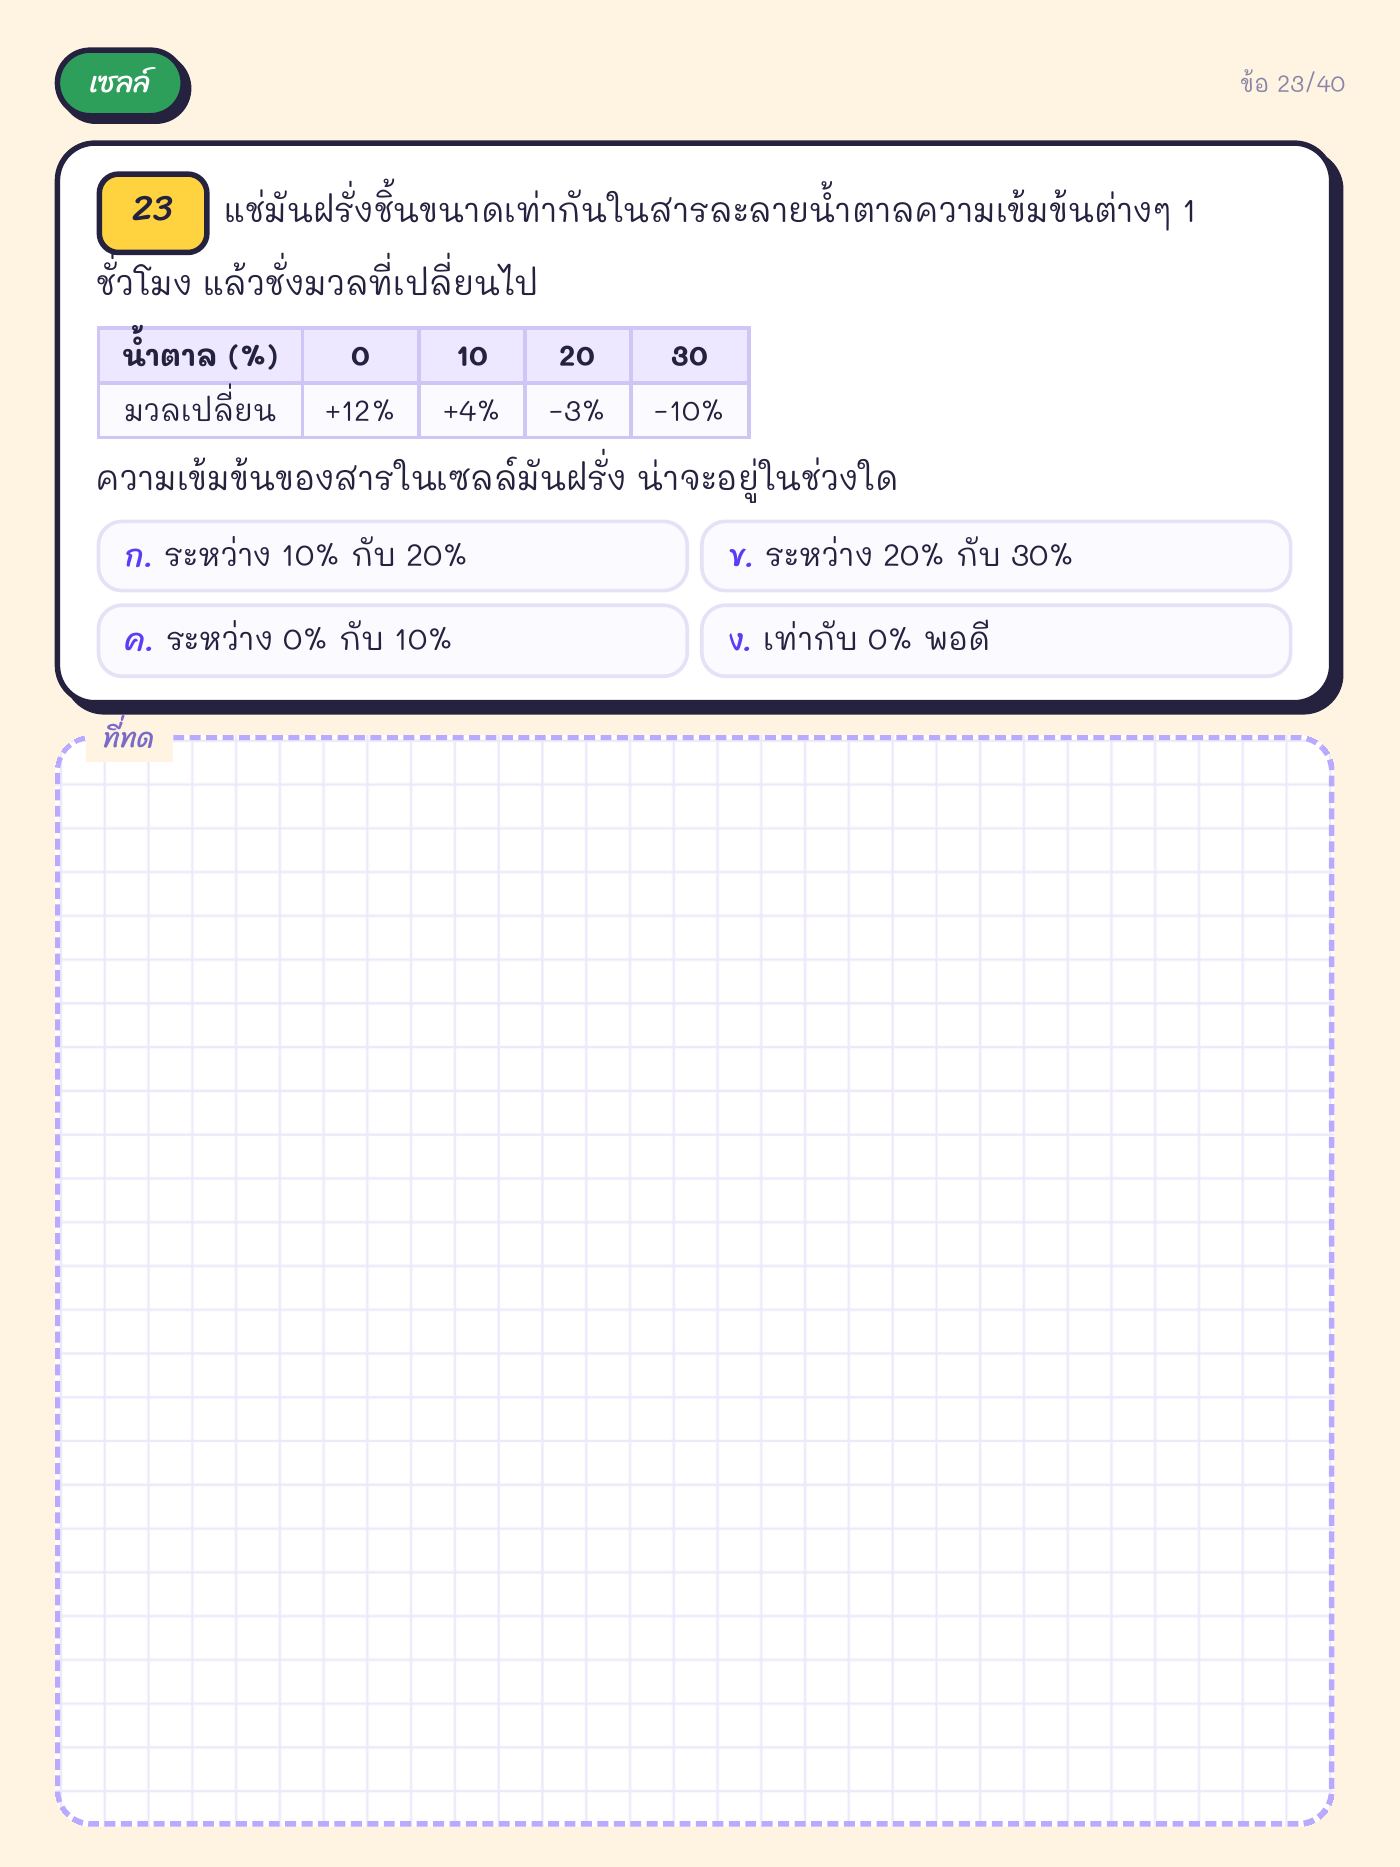 เซลล์
ข้อ 23/40
23 แช่มันฝรั่งชิ้นขนาดเท่ากันในสารละลายน้ำตาลความเข้มข้นต่างๆ 1
ชั่วโมง แล้วชั่งมวลที่เปลี่ยนไป
น้ำตาล (%) 0 10 20 30
มวลเปลี่ยน +12% +4% -3% -10%
ความเข้มข้นของสารในเซลล์มันฝรั่ง น่าจะอยู่ในช่วงใด
ก. ระหว่าง 10% กับ 20% ข. ระหว่าง 20% กับ 30%
ค. ระหว่าง 0% กับ 10% ง. เท่ากับ 0% พอดี
ที่ทด